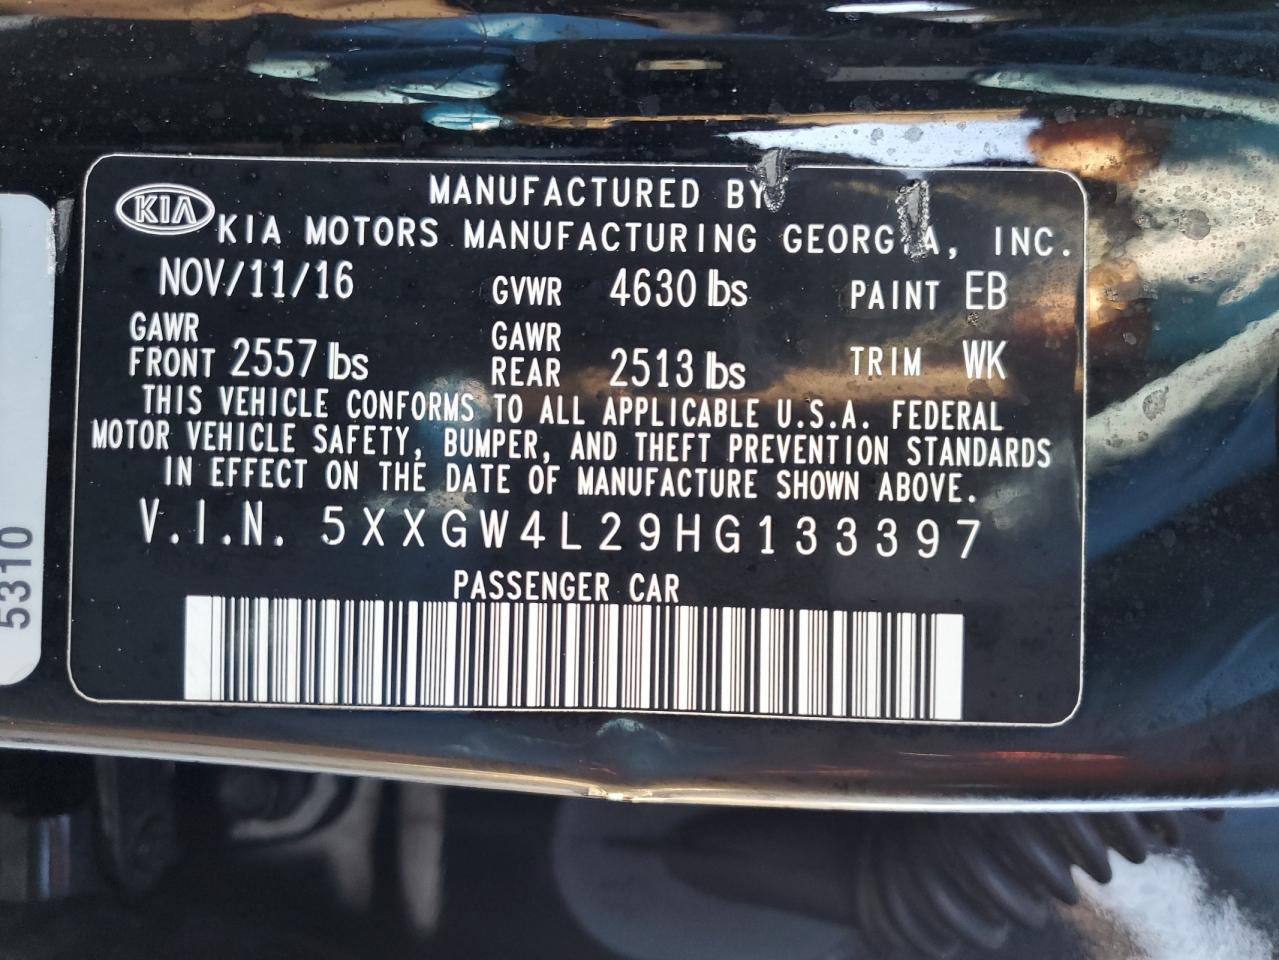 MANUFACTURED BY
KIA KIA MOTORS MANUFACTURING GEORGIA, INC.
NOV/11/16 GVWR 4630 lbs PAINT EB
GAWR FRONT 2557 lbs GAWR REAR 2513 lbs TRIM WK
THIS VEHICLE CONFORMS TO ALL APPLICABLE U.S.A. FEDERAL
MOTOR VEHICLE SAFETY, BUMPER, AND THEFT PREVENTION STANDARDS
IN EFFECT ON THE DATE OF MANUFACTURE SHOWN ABOVE.
V.I.N. 5XXGW4L29HG133397
PASSENGER CAR
5310